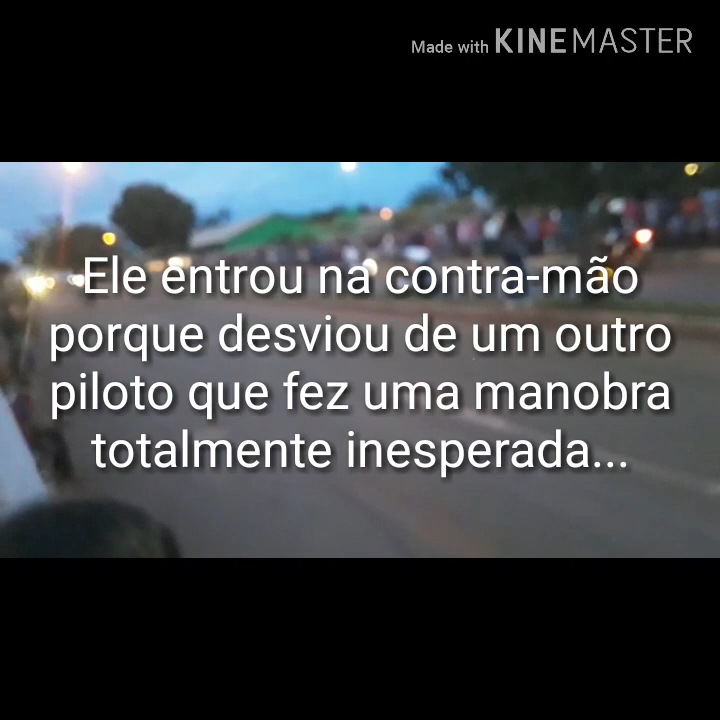 Made with KINEMASTER
Ele entrou na contra-mão
porque desviou de um outro
piloto que fez uma manobra
totalmente inesperada...